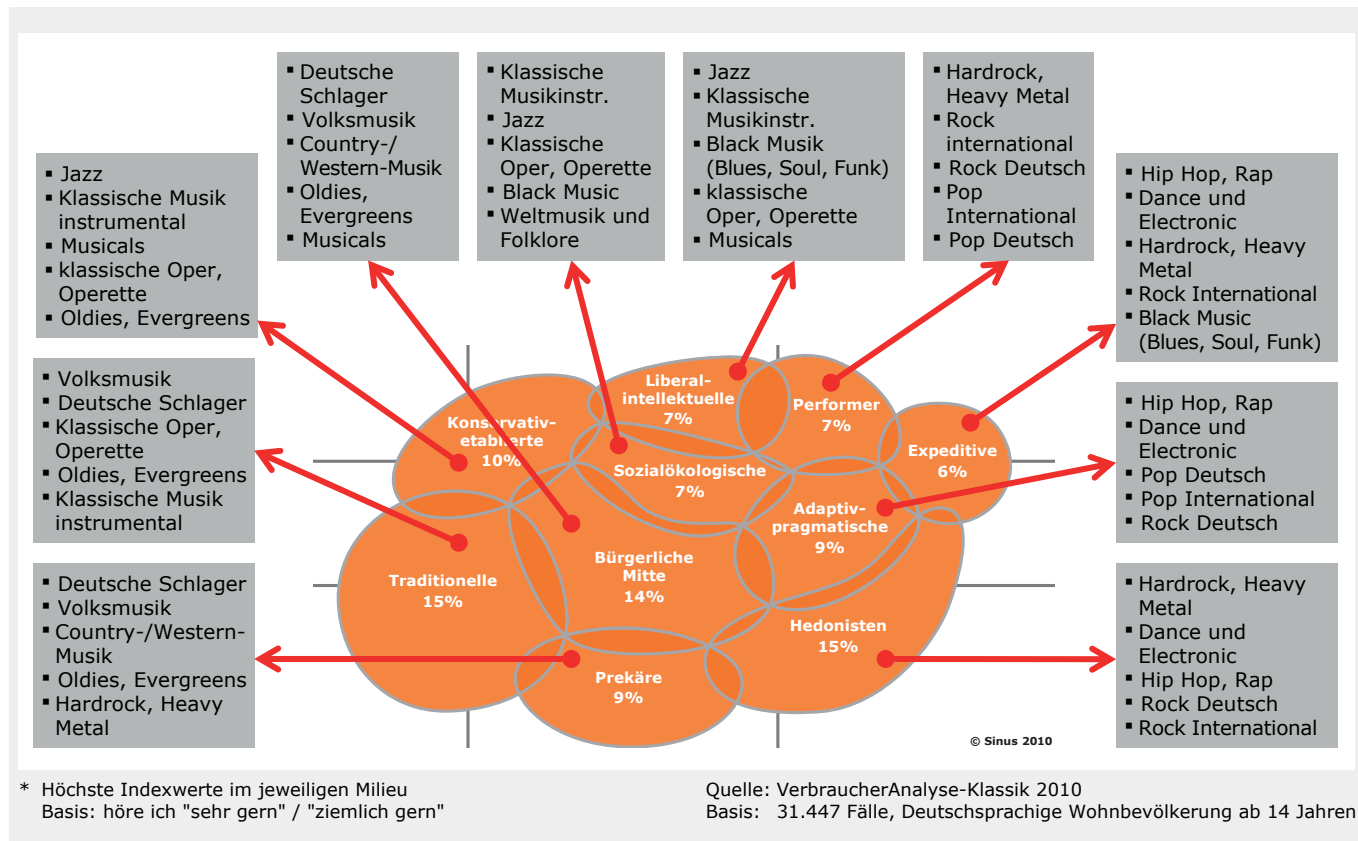 ▪ Deutsche
Schlager
▪ Volksmusik
▪ Country-/
Western-Musik
▪ Oldies,
Evergreens
▪ Musicals
▪ Klassische
Musikinstr.
▪ Jazz
▪ Klassische
Oper, Operette
▪ Black Music
▪ Weltmusik und
Folklore
▪ Jazz
▪ Klassische
Musikinstr.
▪ Black Musik
(Blues, Soul, Funk)
▪ klassische
Oper, Operette
▪ Musicals
▪ Hardrock,
Heavy Metal
▪ Rock
international
▪ Rock Deutsch
▪ Pop
International
▪ Pop Deutsch
▪ Jazz
▪ Klassische Musik
instrumental
▪ Musicals
▪ klassische Oper,
Operette
▪ Oldies, Evergreens
▪ Hip Hop, Rap
▪ Dance und
Electronic
▪ Hardrock, Heavy
Metal
▪ Rock International
▪ Black Music
(Blues, Soul, Funk)
▪ Volksmusik
▪ Deutsche Schlager
▪ Klassische Oper,
Operette
▪ Oldies, Evergreens
▪ Klassische Musik
instrumental
▪ Hip Hop, Rap
▪ Dance und
Electronic
▪ Pop Deutsch
▪ Pop International
▪ Rock Deutsch
▪ Deutsche Schlager
▪ Volksmusik
▪ Country-/Western-
Musik
▪ Oldies, Evergreens
▪ Hardrock, Heavy
Metal
▪ Hardrock, Heavy
Metal
▪ Dance und
Electronic
▪ Hip Hop, Rap
▪ Rock Deutsch
▪ Rock International
Konservativ-
etablierte
10%
Liberal-
intellektuelle
7%
Performer
7%
Expeditive
6%
Sozialökologische
7%
Adaptiv-
pragmatische
9%
Traditionelle
15%
Bürgerliche
Mitte
14%
Hedonisten
15%
Prekäre
9%
© Sinus 2010
* Höchste Indexwerte im jeweiligen Milieu
Basis: höre ich "sehr gern" / "ziemlich gern"
Quelle: VerbraucherAnalyse-Klassik 2010
Basis: 31.447 Fälle, Deutschsprachige Wohnbevölkerung ab 14 Jahren